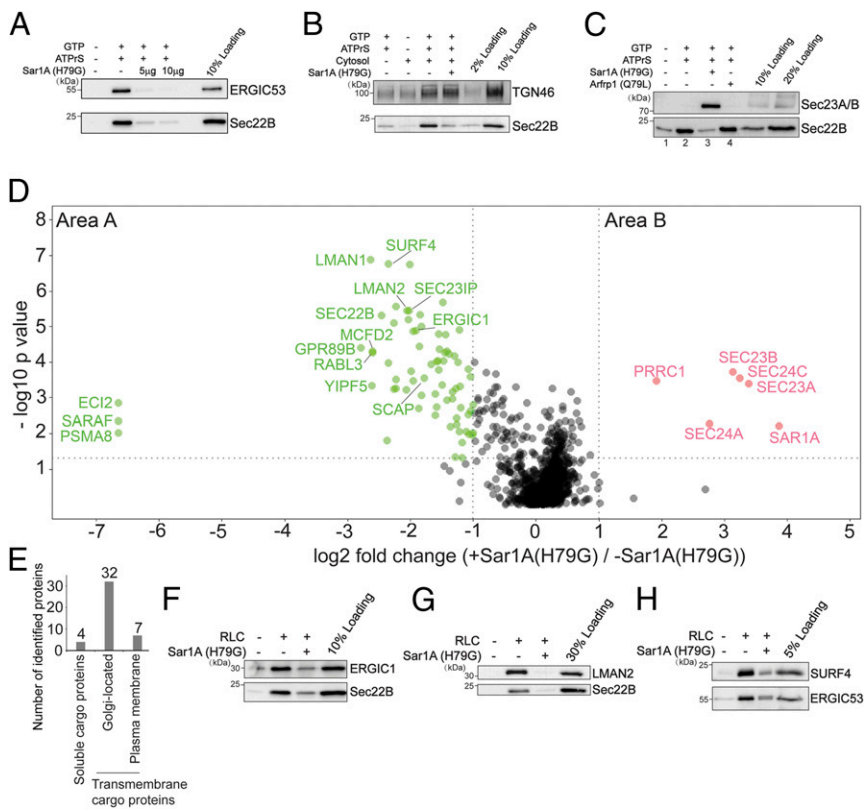 A
GTP - + + +
ATPrS - + + +
Sar1A (H79G) - - 5µg 10µg 10% Loading
(kDa)
55 ERGIC53
25 Sec22B
B
GTP + - + +
ATPrS + - + +
Cytosol - + + +
Sar1A (H79G) - - - + 2% Loading 10% Loading
(kDa)
100 TGN46
25 Sec22B
C
GTP - + + +
ATPrS - + + +
Sar1A (H79G) - - + -
Arfrp1 (Q79L) - - - + 10% Loading 20% Loading
(kDa)
70 Sec23A/B
25 Sec22B
1 2 3 4
D
Area A
Area B
8
7
6
5
4
3
2
1
- log10 p value
LMAN1
SURF4
LMAN2
SEC23IP
SEC22B
ERGIC1
MCFD2
GPR89B
RABL3
YIPF5
SCAP
ECI2
SARAF
PSMA8
PRRC1
SEC23B
SEC24C
SEC23A
SEC24A
SAR1A
-7 -6 -5 -4 -3 -2 -1 0 1 2 3 4 5
log2 fold change (+Sar1A(H79G) / -Sar1A(H79G))
E
Number of identified proteins
30
20
10
0
4
32
7
Soluble cargo proteins
Golgi-located
Plasma membrane
Transmembrane
cargo proteins
F
RLC - + +
Sar1A (H79G) - - + 10% Loading
(kDa)
30 ERGIC1
25 Sec22B
G
RLC - + +
Sar1A (H79G) - - + 30% Loading
(kDa)
30 LMAN2
25 Sec22B
H
RLC - + +
Sar1A (H79G) - - + 5% Loading
(kDa)
25 SURF4
55 ERGIC53